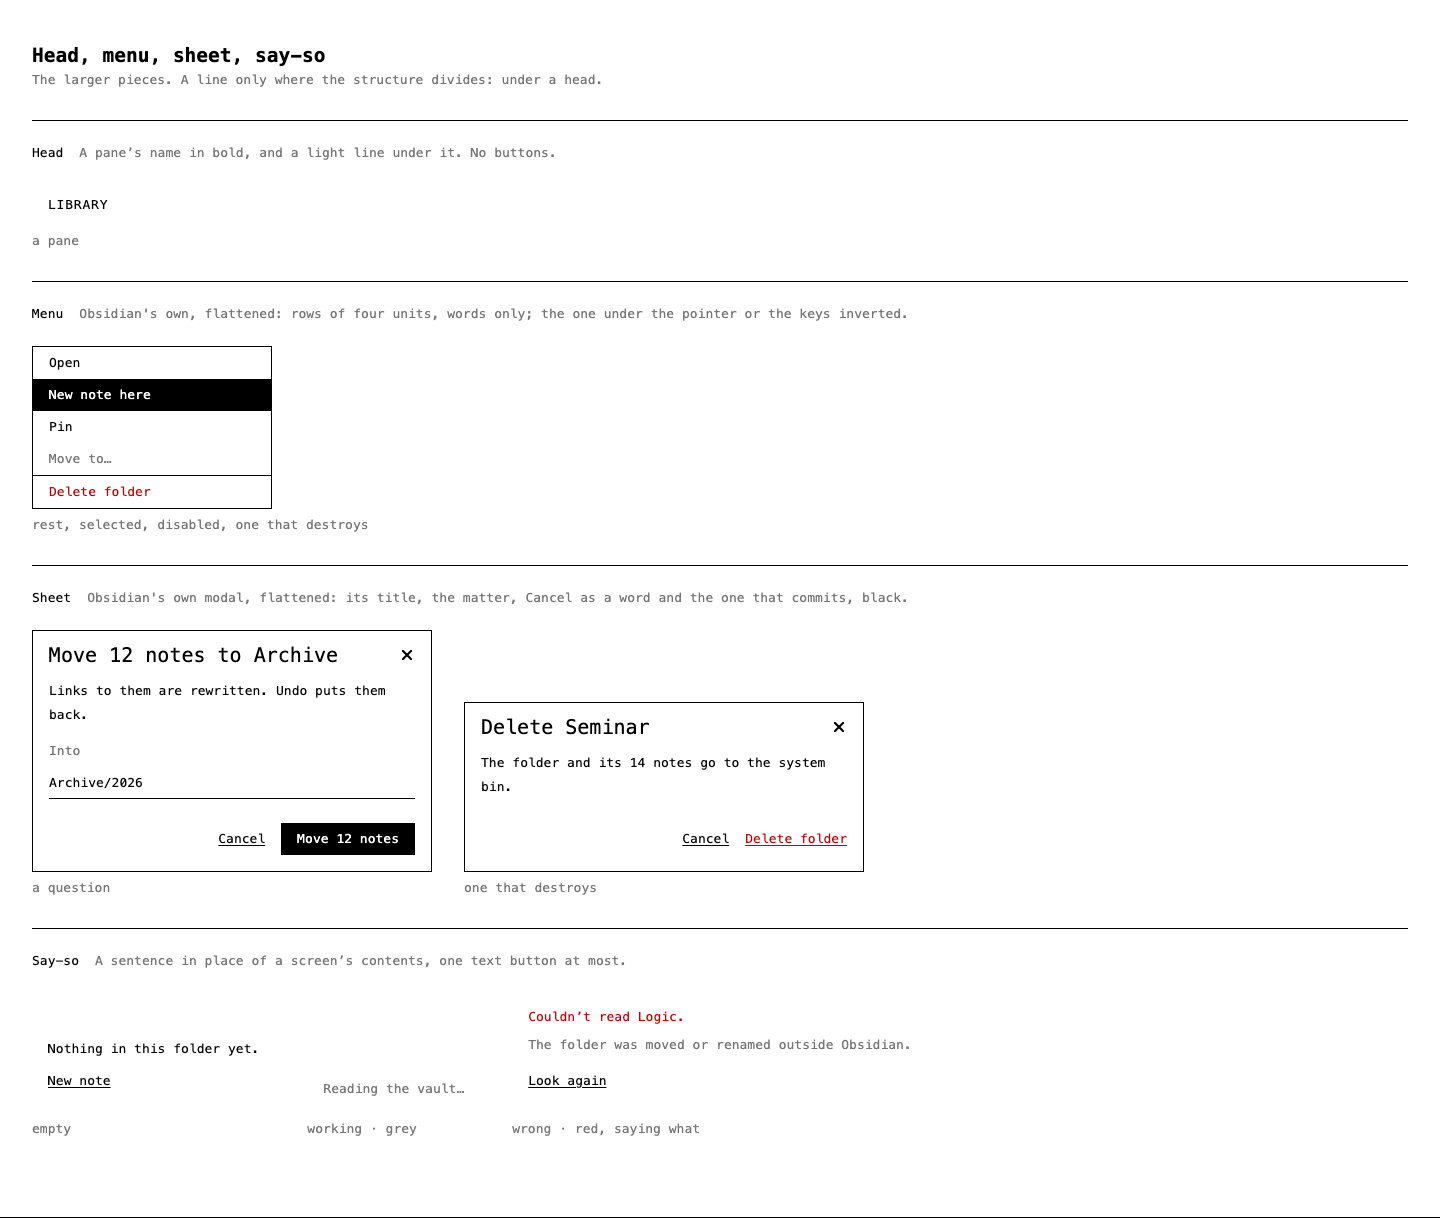 Head, menu, sheet, say-so
The larger pieces. A line only where the structure divides: under a head.
Head A pane’s name in bold, and a light line under it. No buttons.
LIBRARY
a pane
Menu Obsidian's own, flattened: rows of four units, words only; the one under the pointer or the keys inverted.
Open
New note here
Pin
Move to…
Delete folder
rest, selected, disabled, one that destroys
Sheet Obsidian's own modal, flattened: its title, the matter, Cancel as a word and the one that commits, black.
Move 12 notes to Archive
Links to them are rewritten. Undo puts them
back.
Into
Archive/2026
Cancel Move 12 notes
a question
Delete Seminar
The folder and its 14 notes go to the system
bin.
Cancel Delete folder
one that destroys
Say-so A sentence in place of a screen’s contents, one text button at most.
Nothing in this folder yet.
New note
empty
Reading the vault…
working · grey
Couldn’t read Logic.
The folder was moved or renamed outside Obsidian.
Look again
wrong · red, saying what